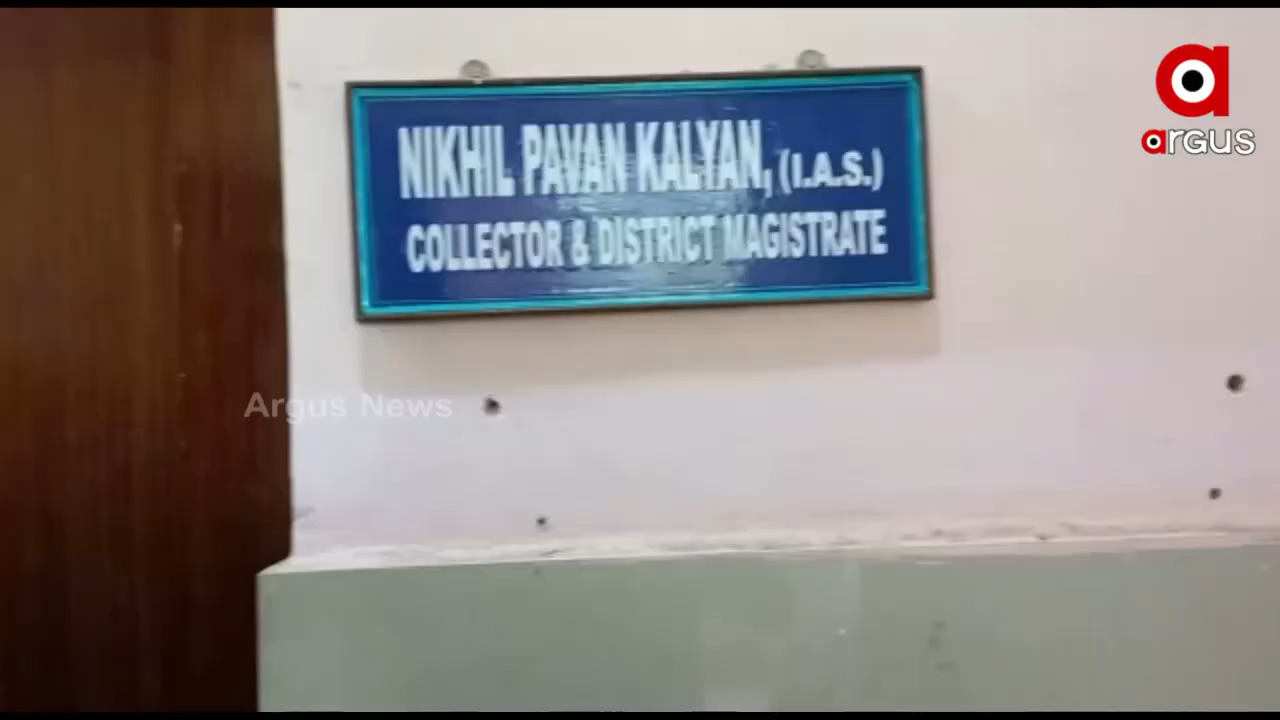 NIKHIL PAVAN KALYAN, (I.A.S.)
COLLECTOR & DISTRICT MAGISTRATE
argus
Argus News